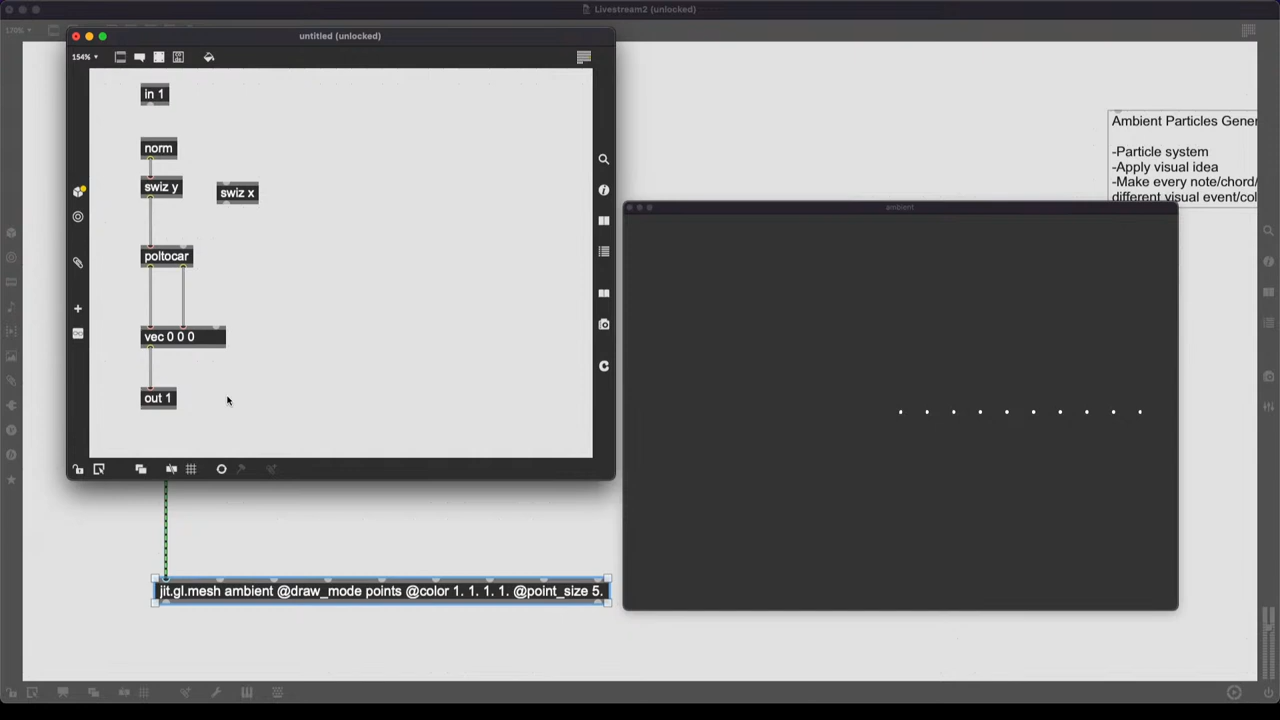 Livestream2 (unlocked)
170%
untitled (unlocked)
154%
in 1
norm
swiz y
swiz x
poltocar
vec 0 0 0
out 1
Ambient Particles Gener
-Particle system
-Apply visual idea
-Make every note/chord/
different visual event/col
ambient
jit.gl.mesh ambient @draw_mode points @color 1. 1. 1. 1. @point_size 5.